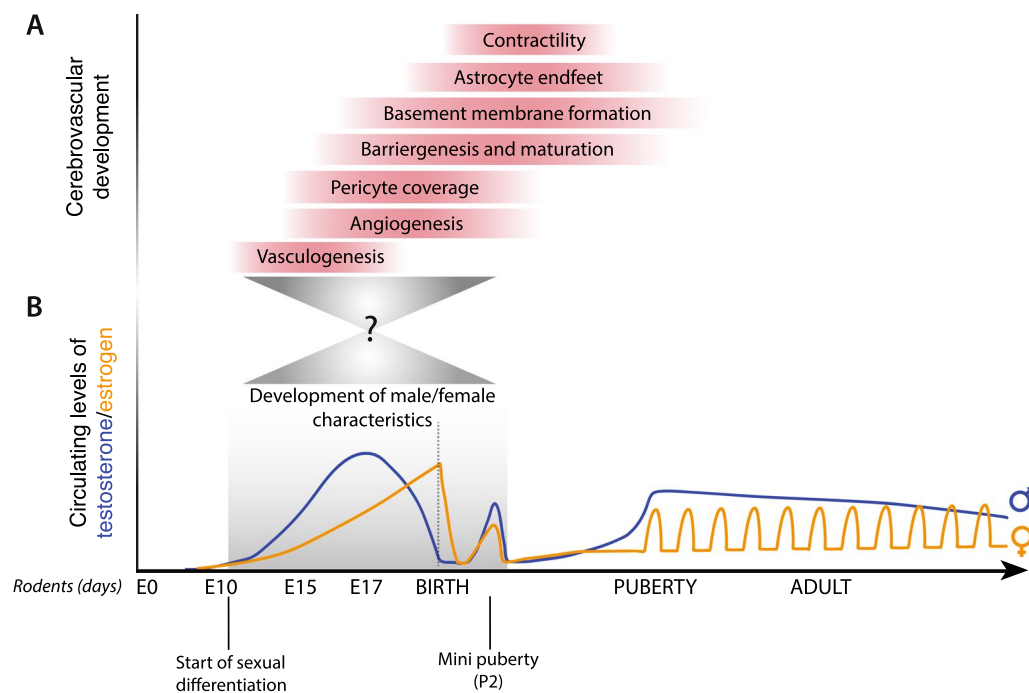 A
Cerebrovascular
development
Contractility
Astrocyte endfeet
Basement membrane formation
Barriergenesis and maturation
Pericyte coverage
Angiogenesis
Vasculogenesis
?
B
Circulating levels of
testosterone/estrogen
Development of male/female
characteristics
♂
♀
Rodents (days) E0 E10 E15 E17 BIRTH PUBERTY ADULT
Start of sexual
differentiation
Mini puberty
(P2)